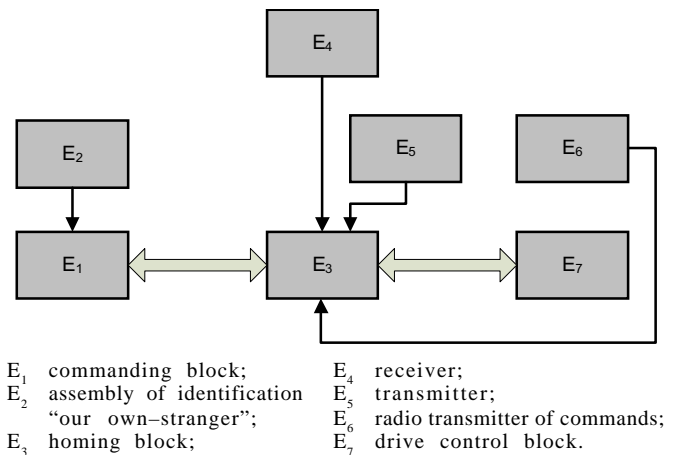 E₄
E₂
E₅
E₆
E₁
E₃
E₇
E₁ commanding block;
E₂ assembly of identification
“our own–stranger”;
E₃ homing block;
E₄ receiver;
E₅ transmitter;
E₆ radio transmitter of commands;
E₇ drive control block.